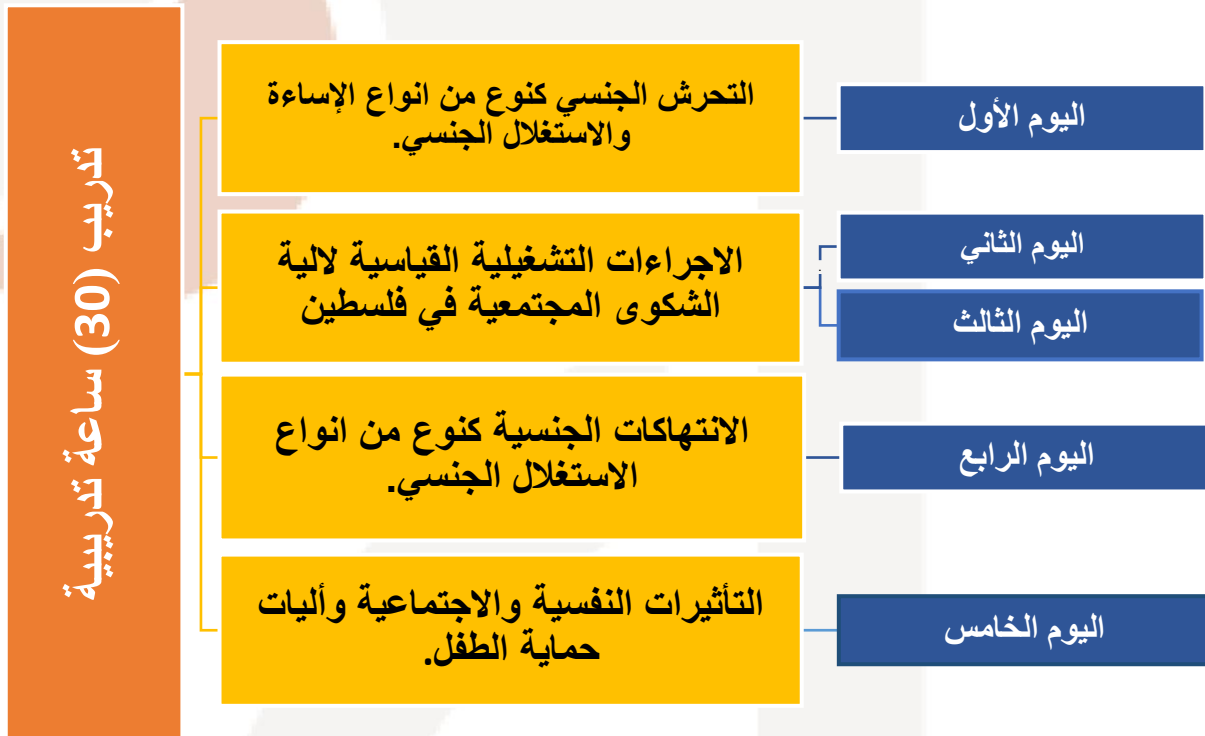 تدريب (30) ساعة تدريبية
اليوم الأول
التحرش الجنسي كنوع من انواع الإساءة
والاستغلال الجنسي.
اليوم الثاني
اليوم الثالث
الاجراءات التشغيلية القياسية لالية
الشكوى المجتمعية في فلسطين
اليوم الرابع
الانتهاكات الجنسية كنوع من انواع
الاستغلال الجنسي.
اليوم الخامس
التأثيرات النفسية والاجتماعية وأليات
حماية الطفل.